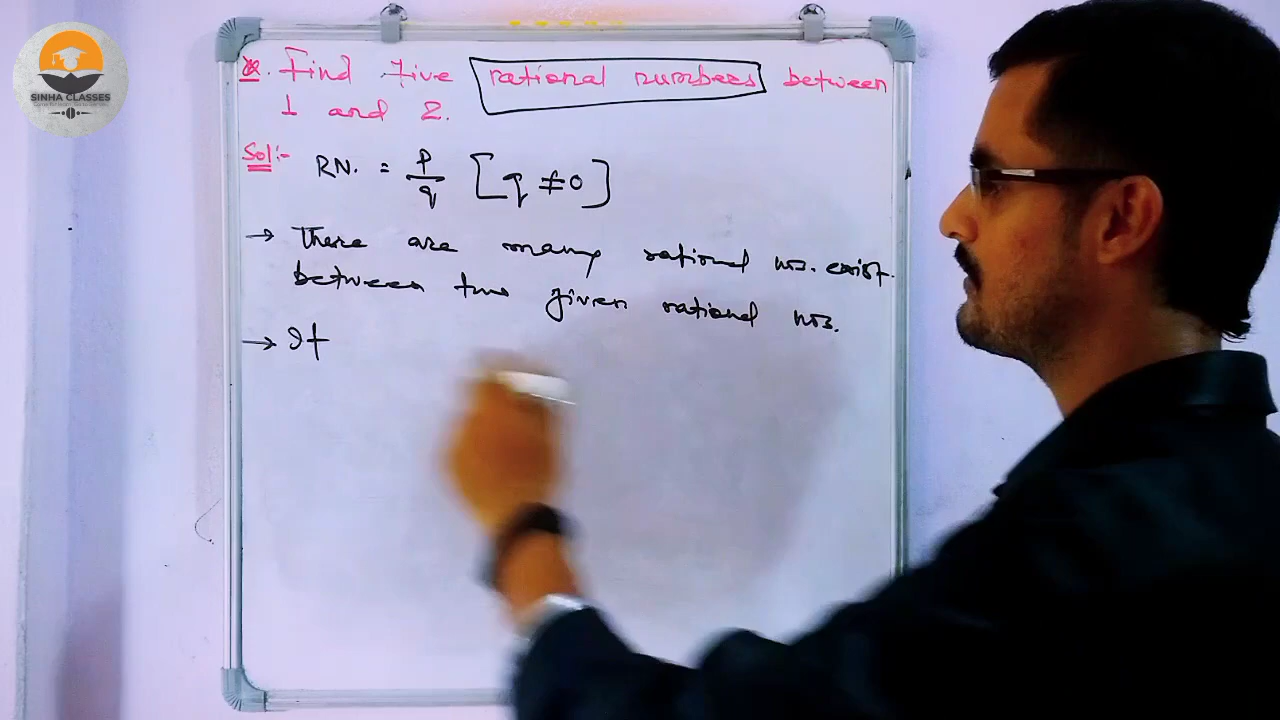 SINHA CLASSES
Q. Find five rational numbers between
1 and 2.
Sol:-
RN. = p/q [q ≠ 0]
→ There are many rational nos. exist.
between two given rational nos.
→ If